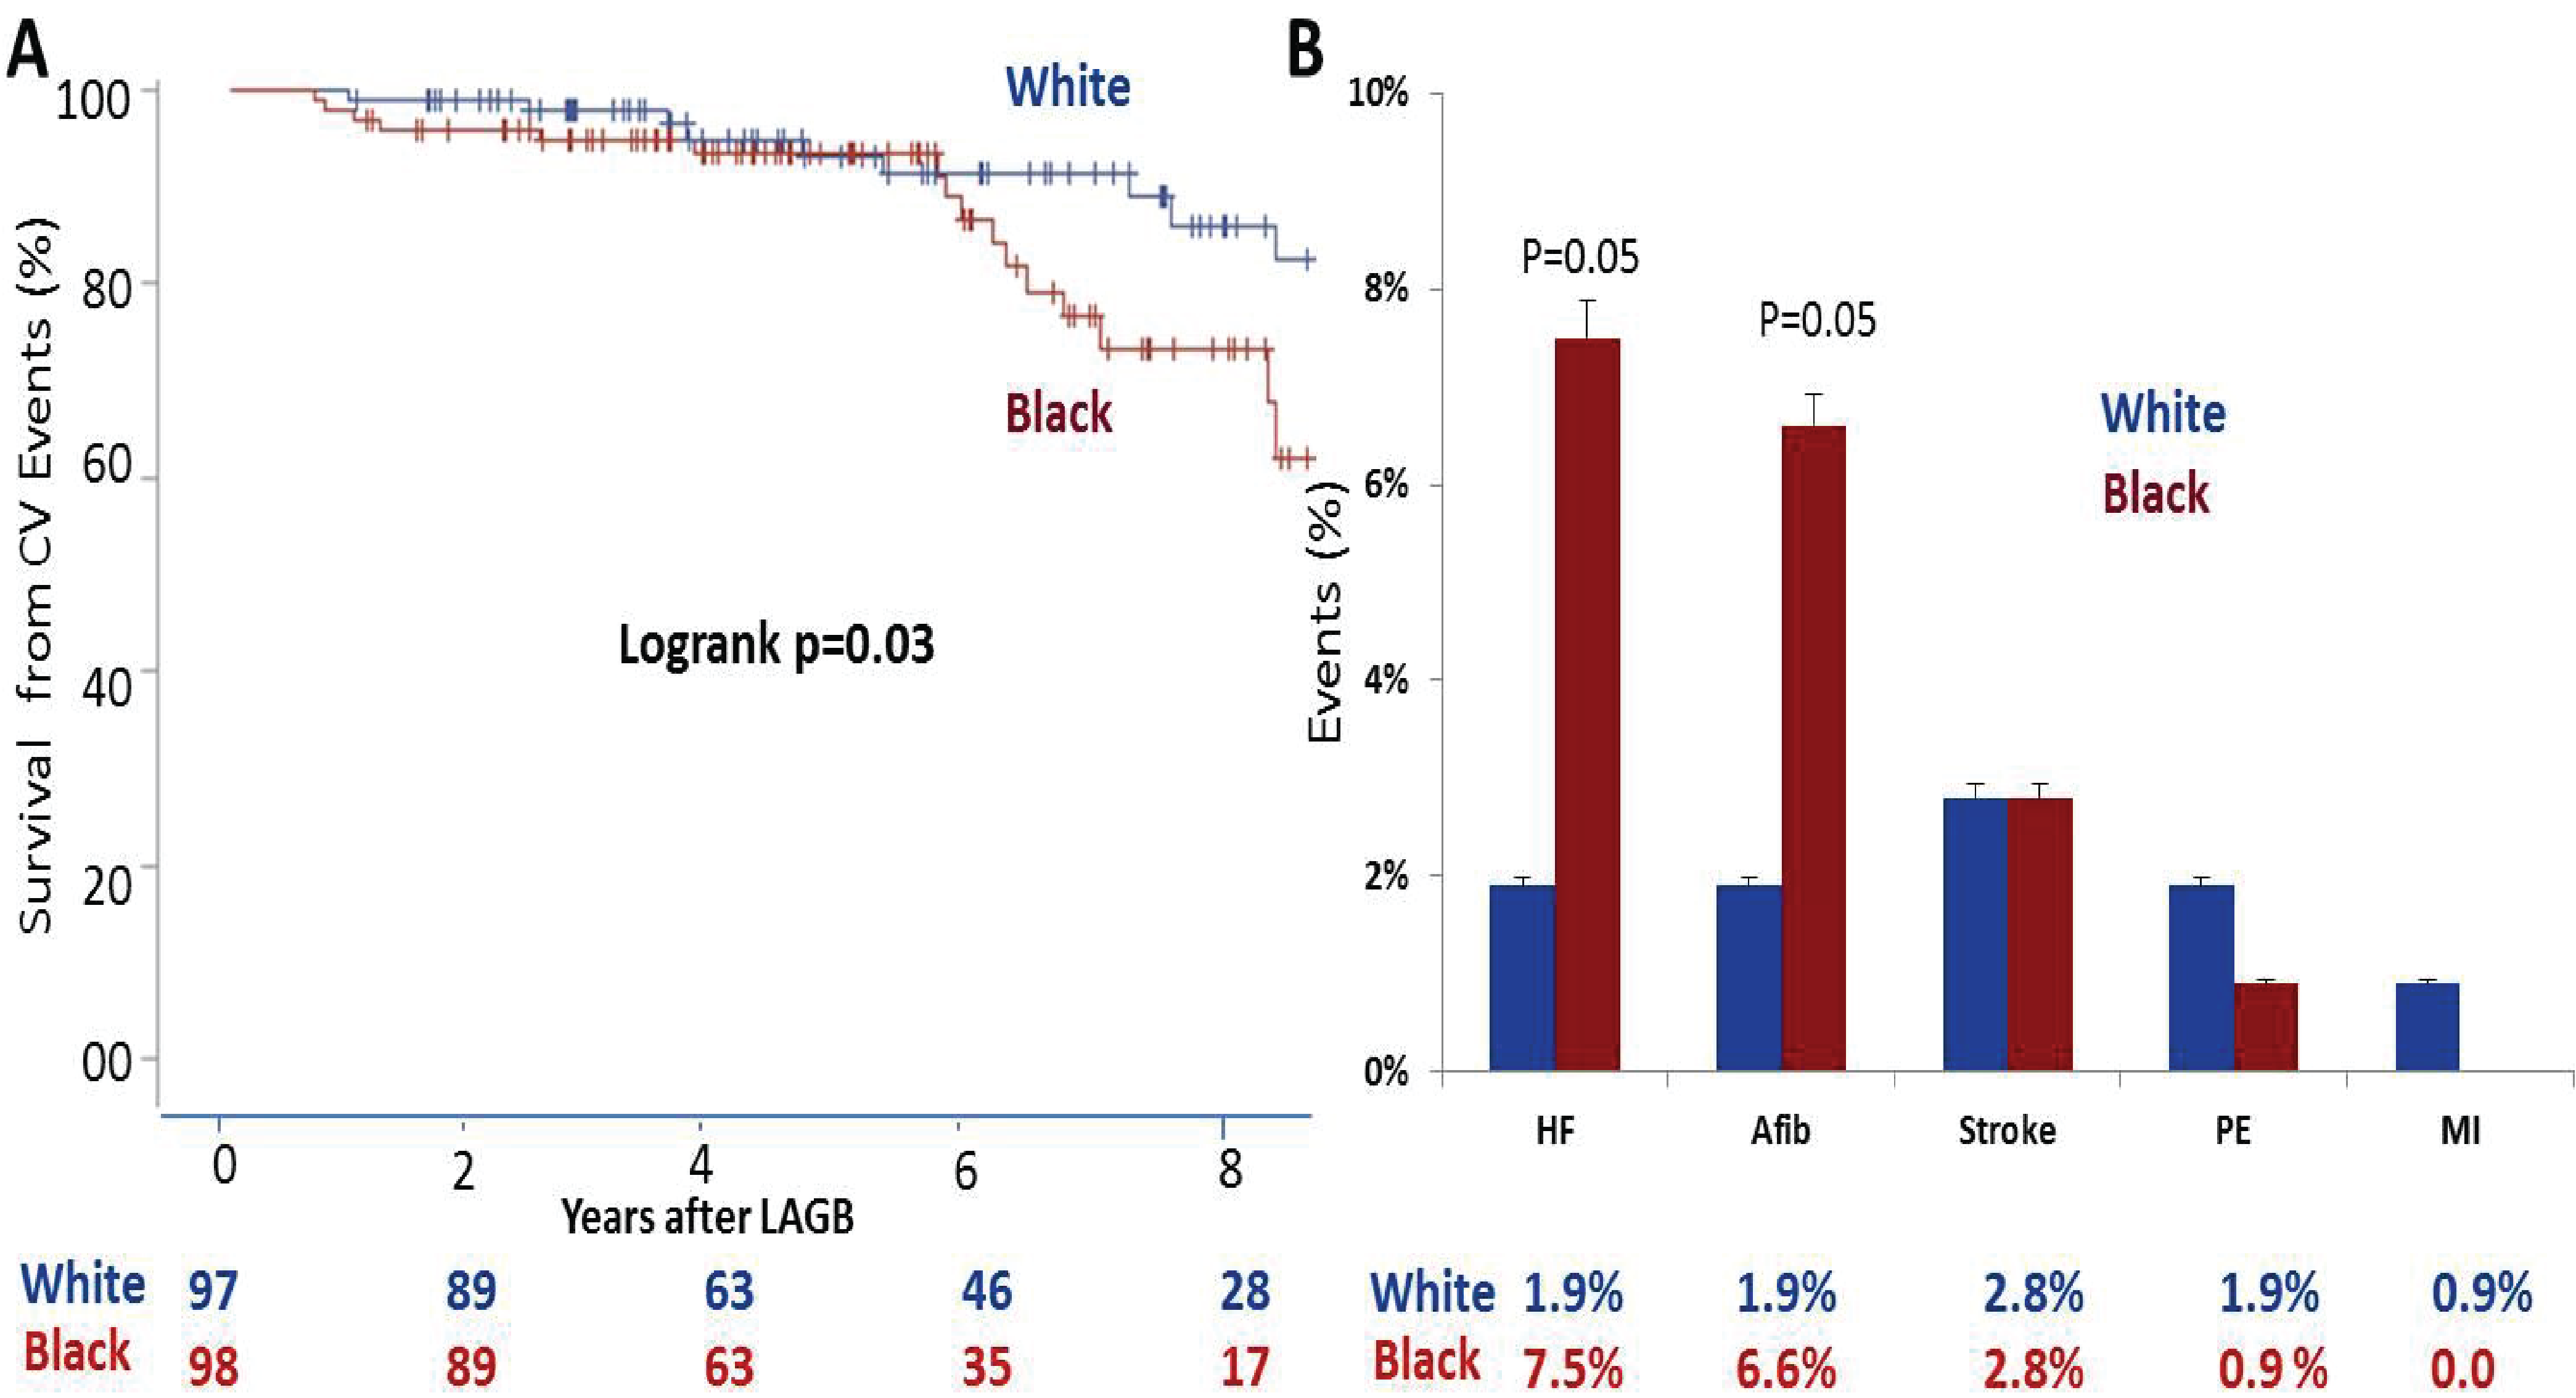 A
Survival from CV Events (%)
100
80
60
40
20
00
White
Black
Logrank p=0.03
0 2 4 6 8
Years after LAGB
White 97 89 63 46 28
Black 98 89 63 35 17
B
Events (%)
10%
8%
6%
4%
2%
0%
P=0.05
P=0.05
White
Black
HF Afib Stroke PE MI
White 1.9% 1.9% 2.8% 1.9% 0.9%
Black 7.5% 6.6% 2.8% 0.9 % 0.0